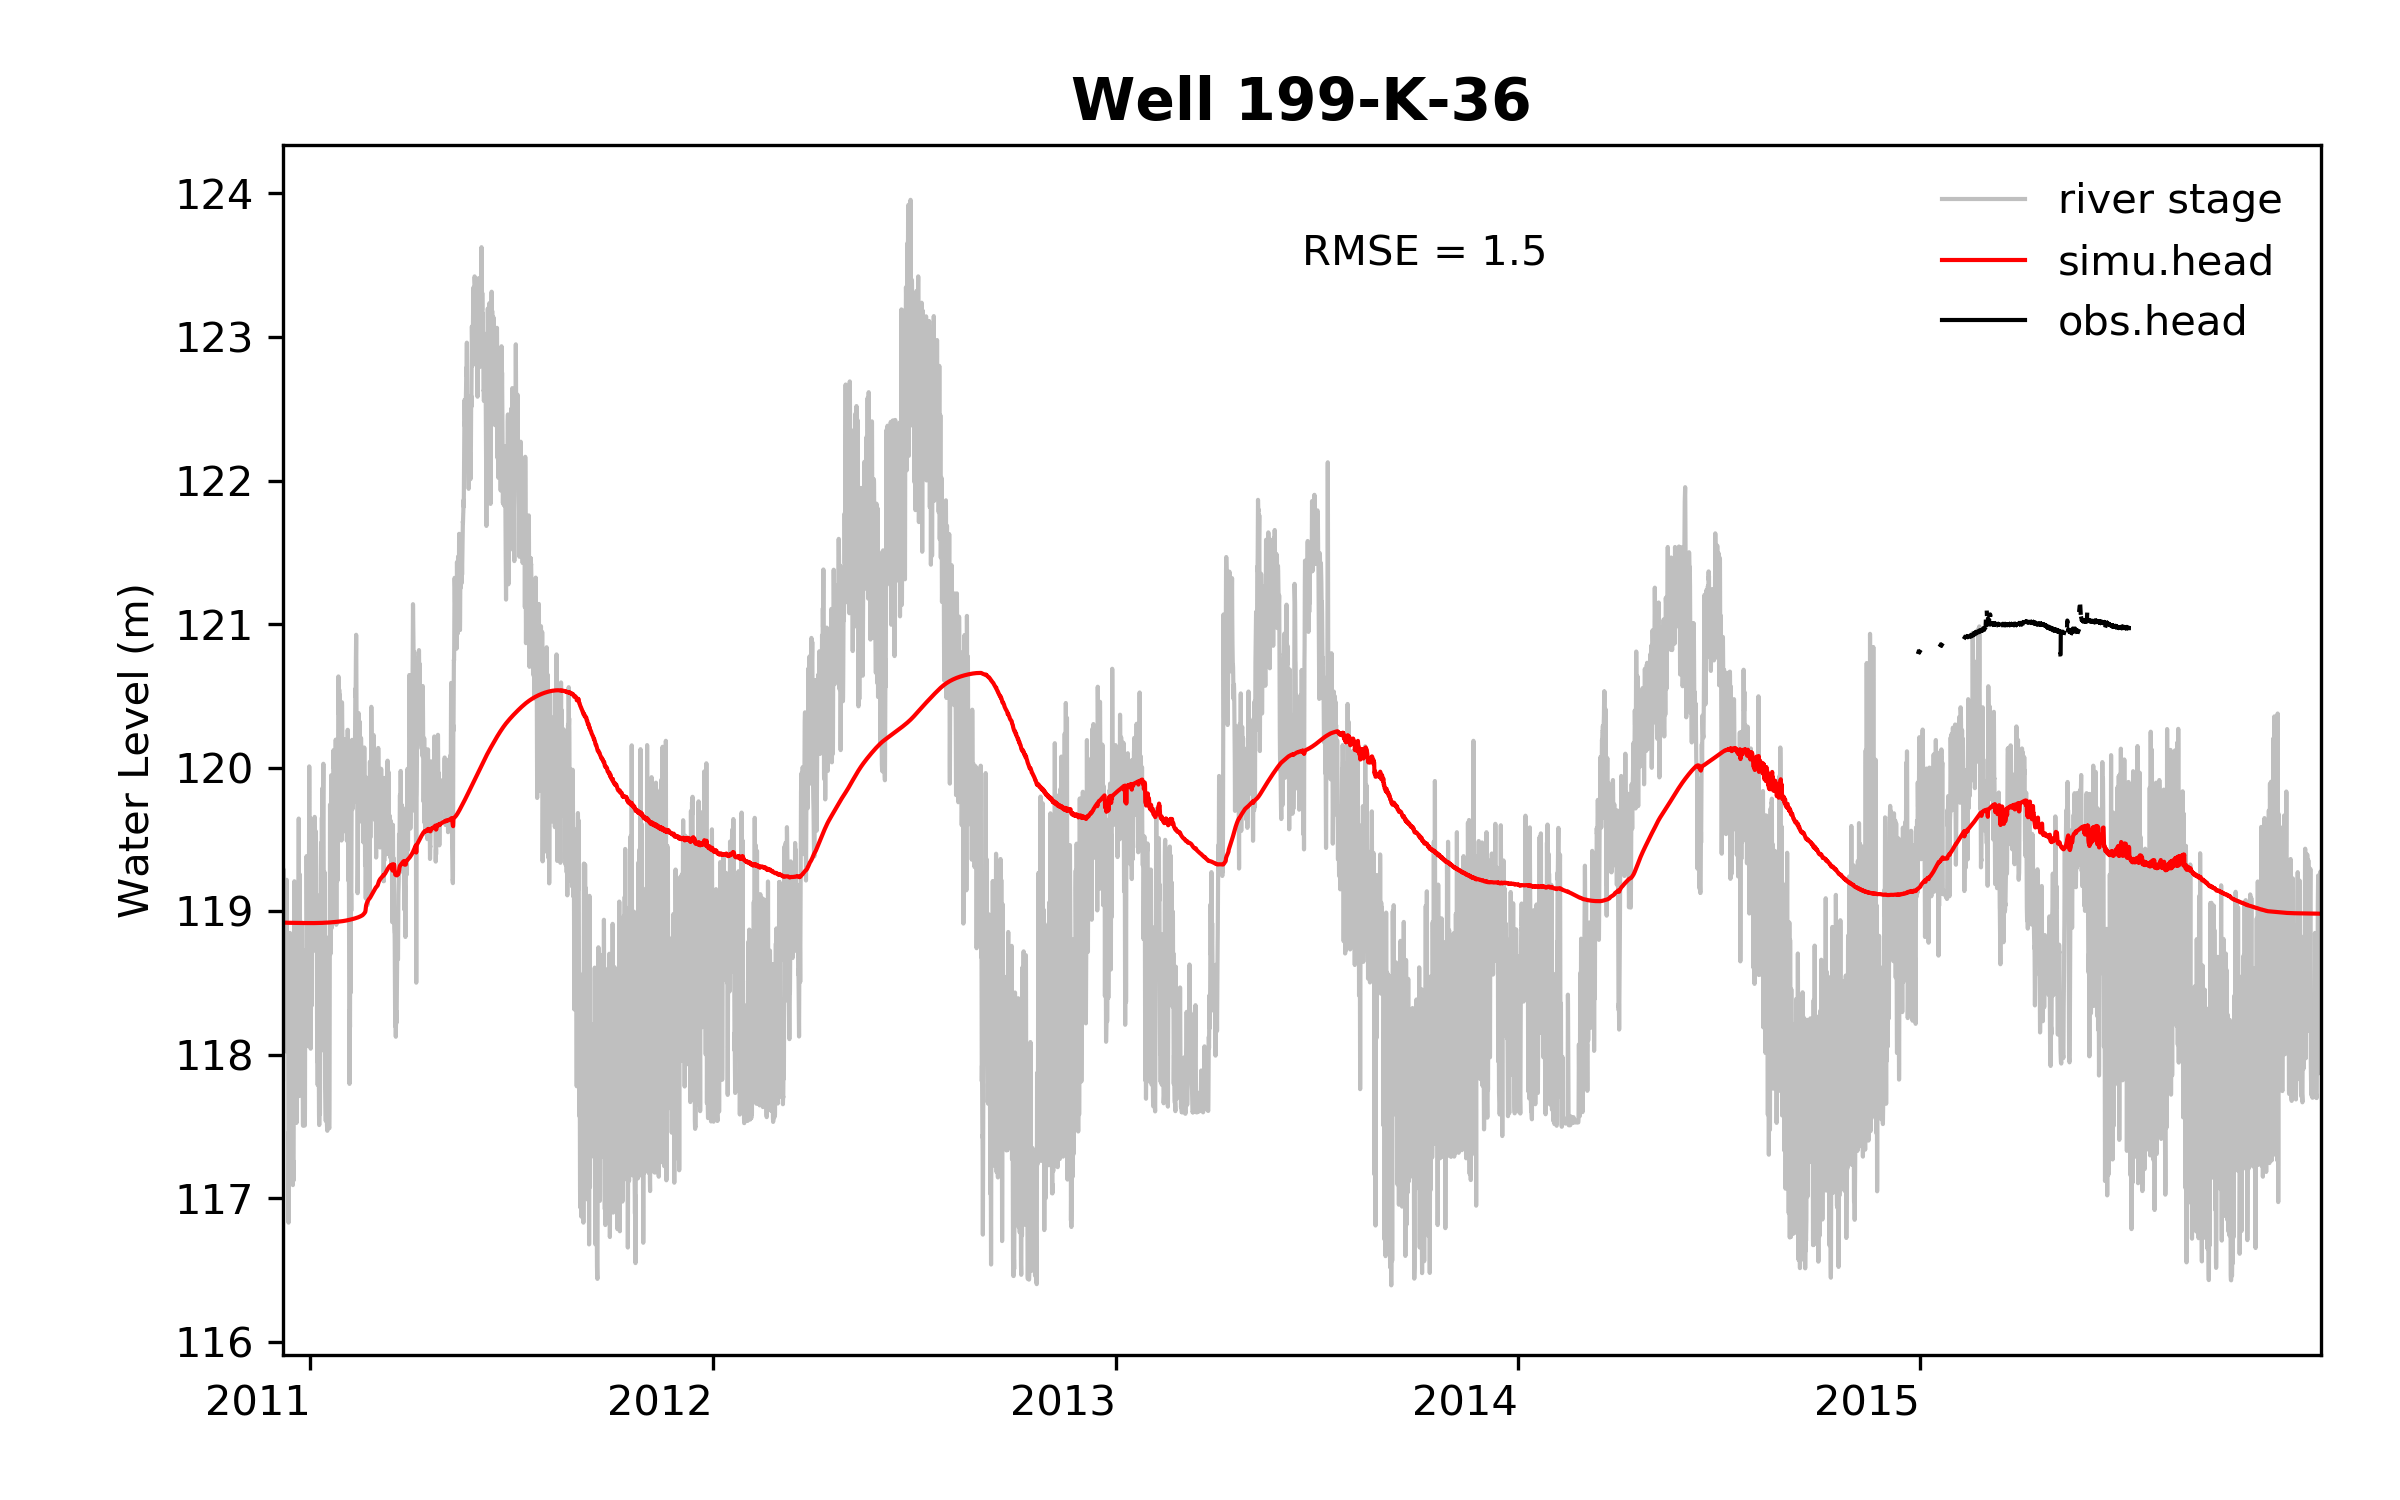 Well 199-K-36
RMSE = 1.5
river stage
simu.head
obs.head
Water Level (m)
124
123
122
121
120
119
118
117
116
2011 2012 2013 2014 2015